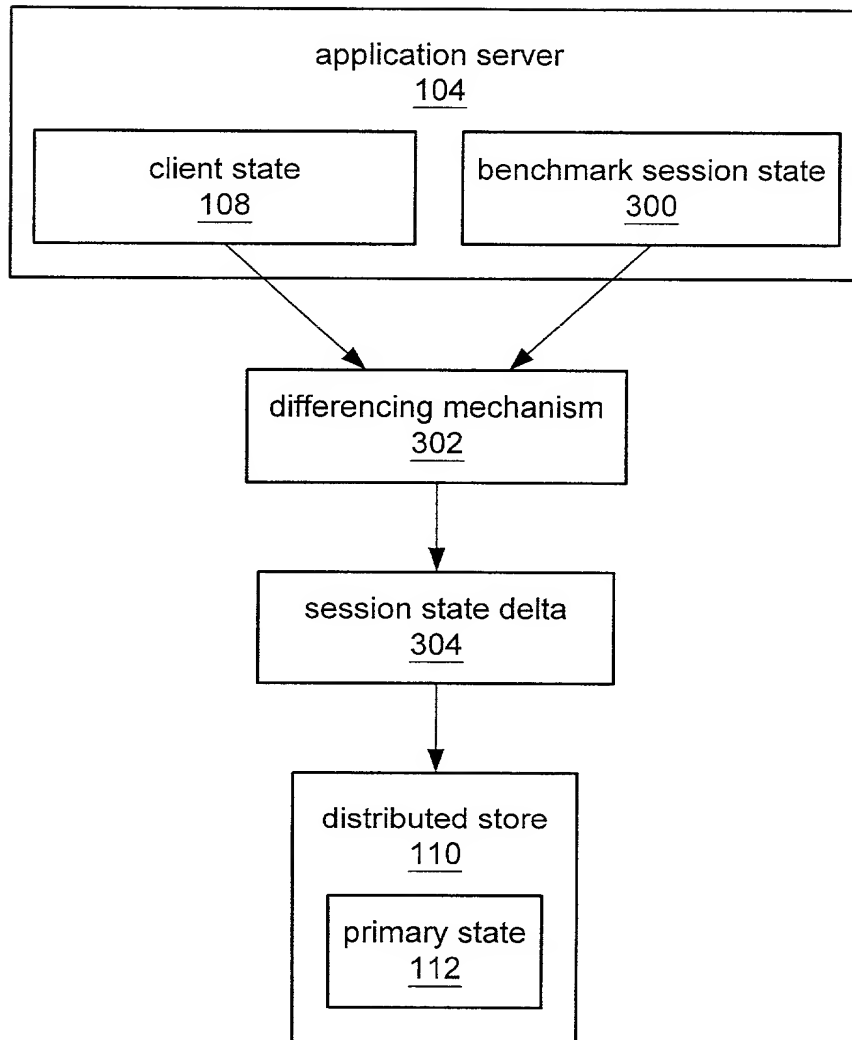 application server
104
client state
108
benchmark session state
300
differencing mechanism
302
session state delta
304
distributed store
110
primary state
112